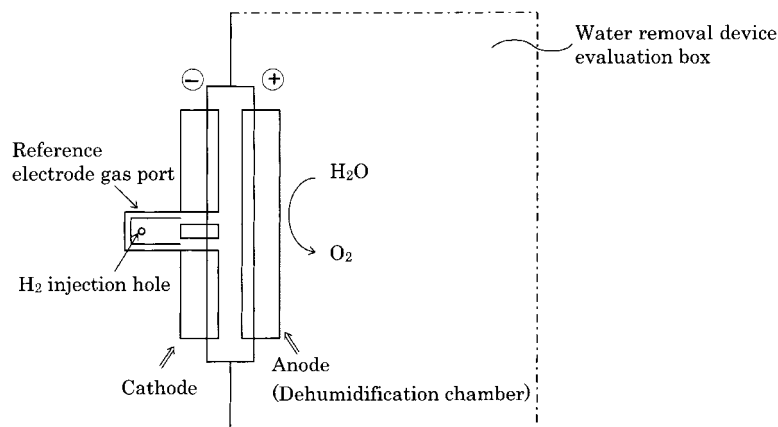 Water removal device
evaluation box
⊖ ⊕
Reference
electrode gas port
H₂O
O₂
H₂ injection hole
Cathode
Anode
(Dehumidification chamber)